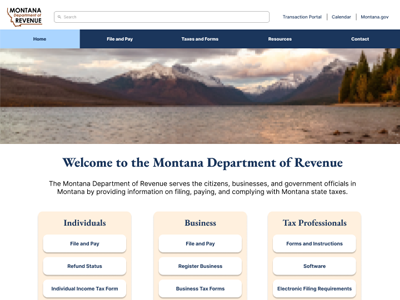 MONTANA
Department of
REVENUE
Search
Transaction Portal
Calendar
Montana.gov
Home
File and Pay
Taxes and Forms
Resources
Contact
Welcome to the Montana Department of Revenue
The Montana Department of Revenue serves the citizens, businesses, and government officials in
Montana by providing information on filing, paying, and complying with Montana state taxes.
Individuals
File and Pay
Refund Status
Individual Income Tax Form
Business
File and Pay
Register Business
Business Tax Forms
Tax Professionals
Forms and Instructions
Software
Electronic Filing Requirements